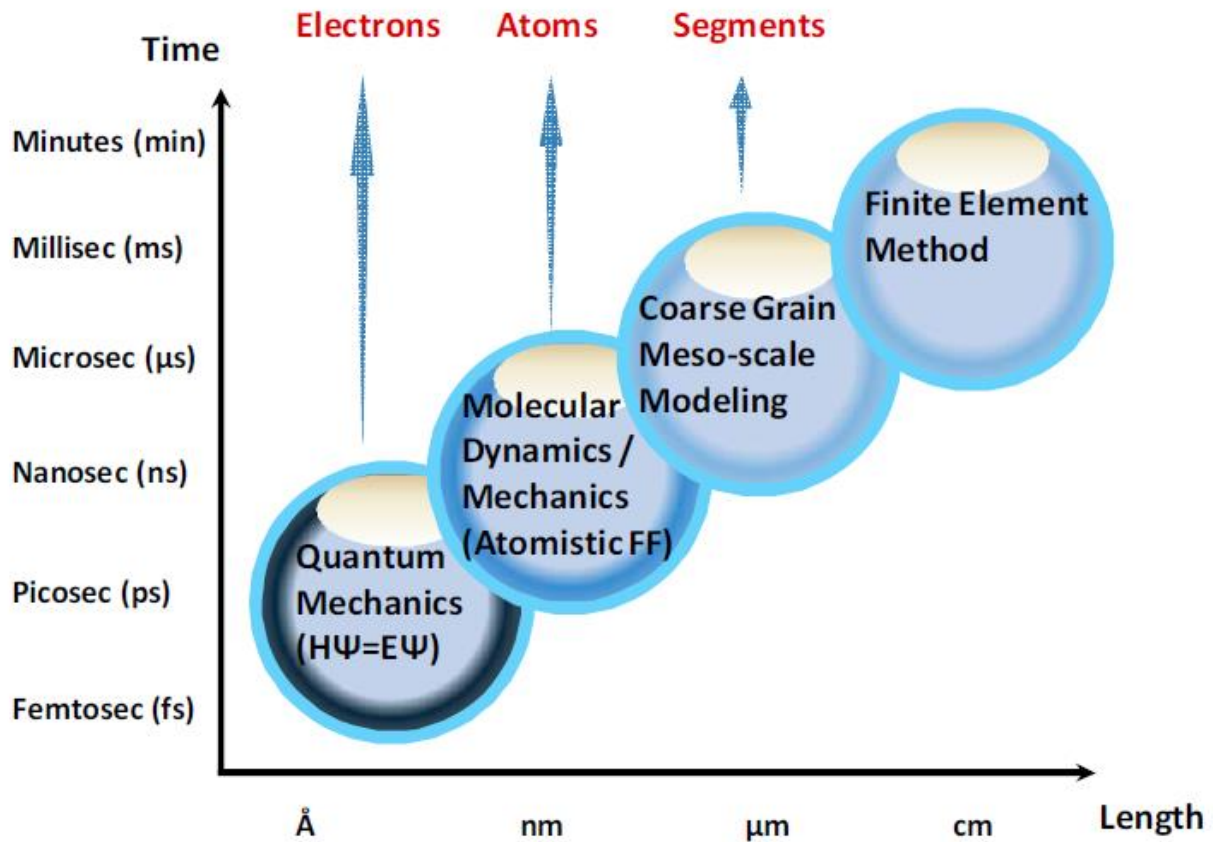 Electrons Atoms Segments
Time
Minutes (min)
Millisec (ms)
Microsec (μs)
Nanosec (ns)
Picosec (ps)
Femtosec (fs)
Finite Element
Method
Coarse Grain
Meso-scale
Modeling
Molecular
Dynamics /
Mechanics
(Atomistic FF)
Quantum
Mechanics
(HΨ=EΨ)
Å nm μm cm
Length